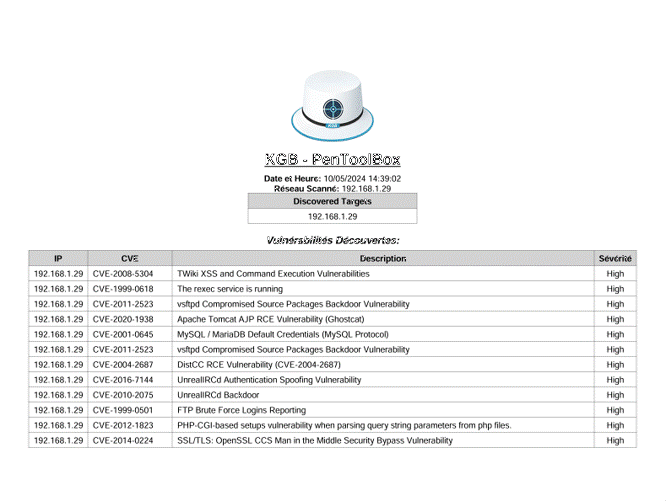 XGB
XGB - PenToolBox
Date et Heure: 10/05/2024 14:39:02
Réseau Scanné: 192.168.1.29
Discovered Targets
192.168.1.29
Vulnérabilités Découvertes:
IP CVE Description Sévérité
192.168.1.29 CVE-2008-5304 TWiki XSS and Command Execution Vulnerabilities High
192.168.1.29 CVE-1999-0618 The rexec service is running High
192.168.1.29 CVE-2011-2523 vsftpd Compromised Source Packages Backdoor Vulnerability High
192.168.1.29 CVE-2020-1938 Apache Tomcat AJP RCE Vulnerability (Ghostcat) High
192.168.1.29 CVE-2001-0645 MySQL / MariaDB Default Credentials (MySQL Protocol) High
192.168.1.29 CVE-2011-2523 vsftpd Compromised Source Packages Backdoor Vulnerability High
192.168.1.29 CVE-2004-2687 DistCC RCE Vulnerability (CVE-2004-2687) High
192.168.1.29 CVE-2016-7144 UnrealIRCd Authentication Spoofing Vulnerability High
192.168.1.29 CVE-2010-2075 UnrealIRCd Backdoor High
192.168.1.29 CVE-1999-0501 FTP Brute Force Logins Reporting High
192.168.1.29 CVE-2012-1823 PHP-CGI-based setups vulnerability when parsing query string parameters from php files. High
192.168.1.29 CVE-2014-0224 SSL/TLS: OpenSSL CCS Man in the Middle Security Bypass Vulnerability High